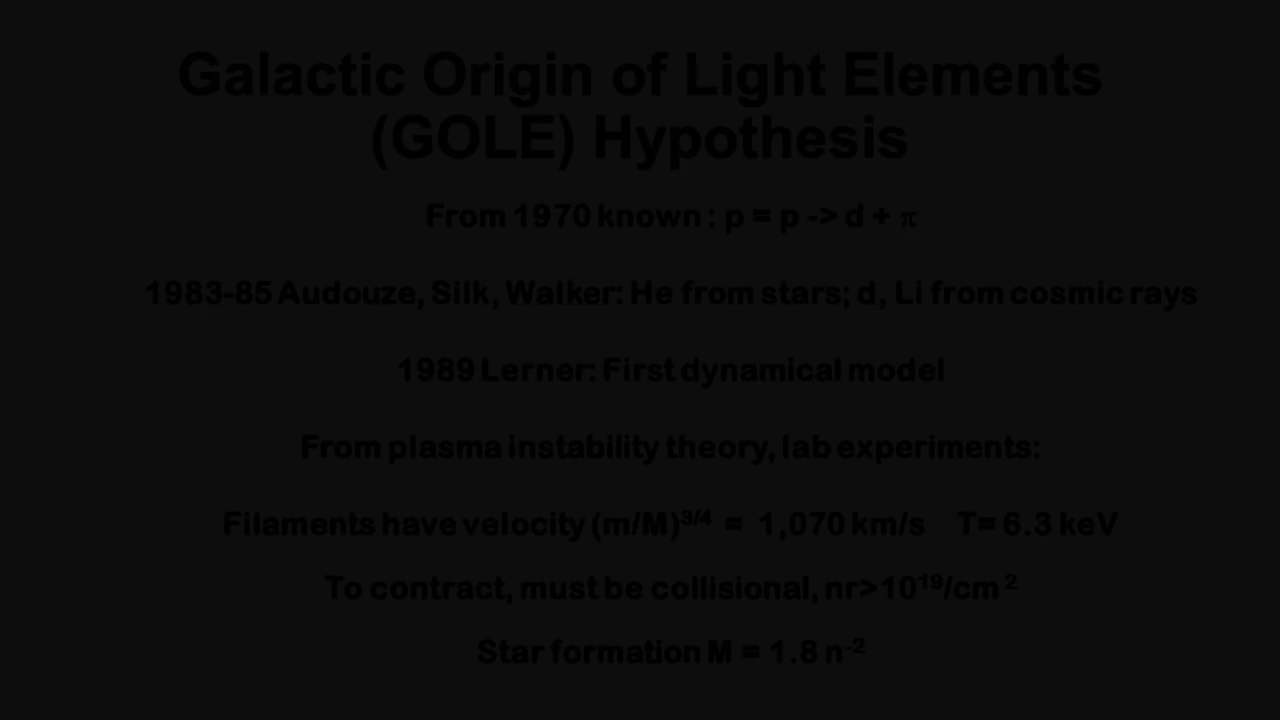 Galactic Origin of Light Elements
(GOLE) Hypothesis
From 1970 known: p = p -> d + π
1983-85 Audouze, Silk, Walker: He from stars; d, Li from cosmic rays
1989 Lerner: First dynamical model
From plasma instability theory, lab experiments:
Filaments have velocity (m/M)³/⁴ = 1,070 km/s T= 6.3 keV
To contract, must be collisional, nr>10¹⁹/cm²
Star formation M = 1.8 n⁻²